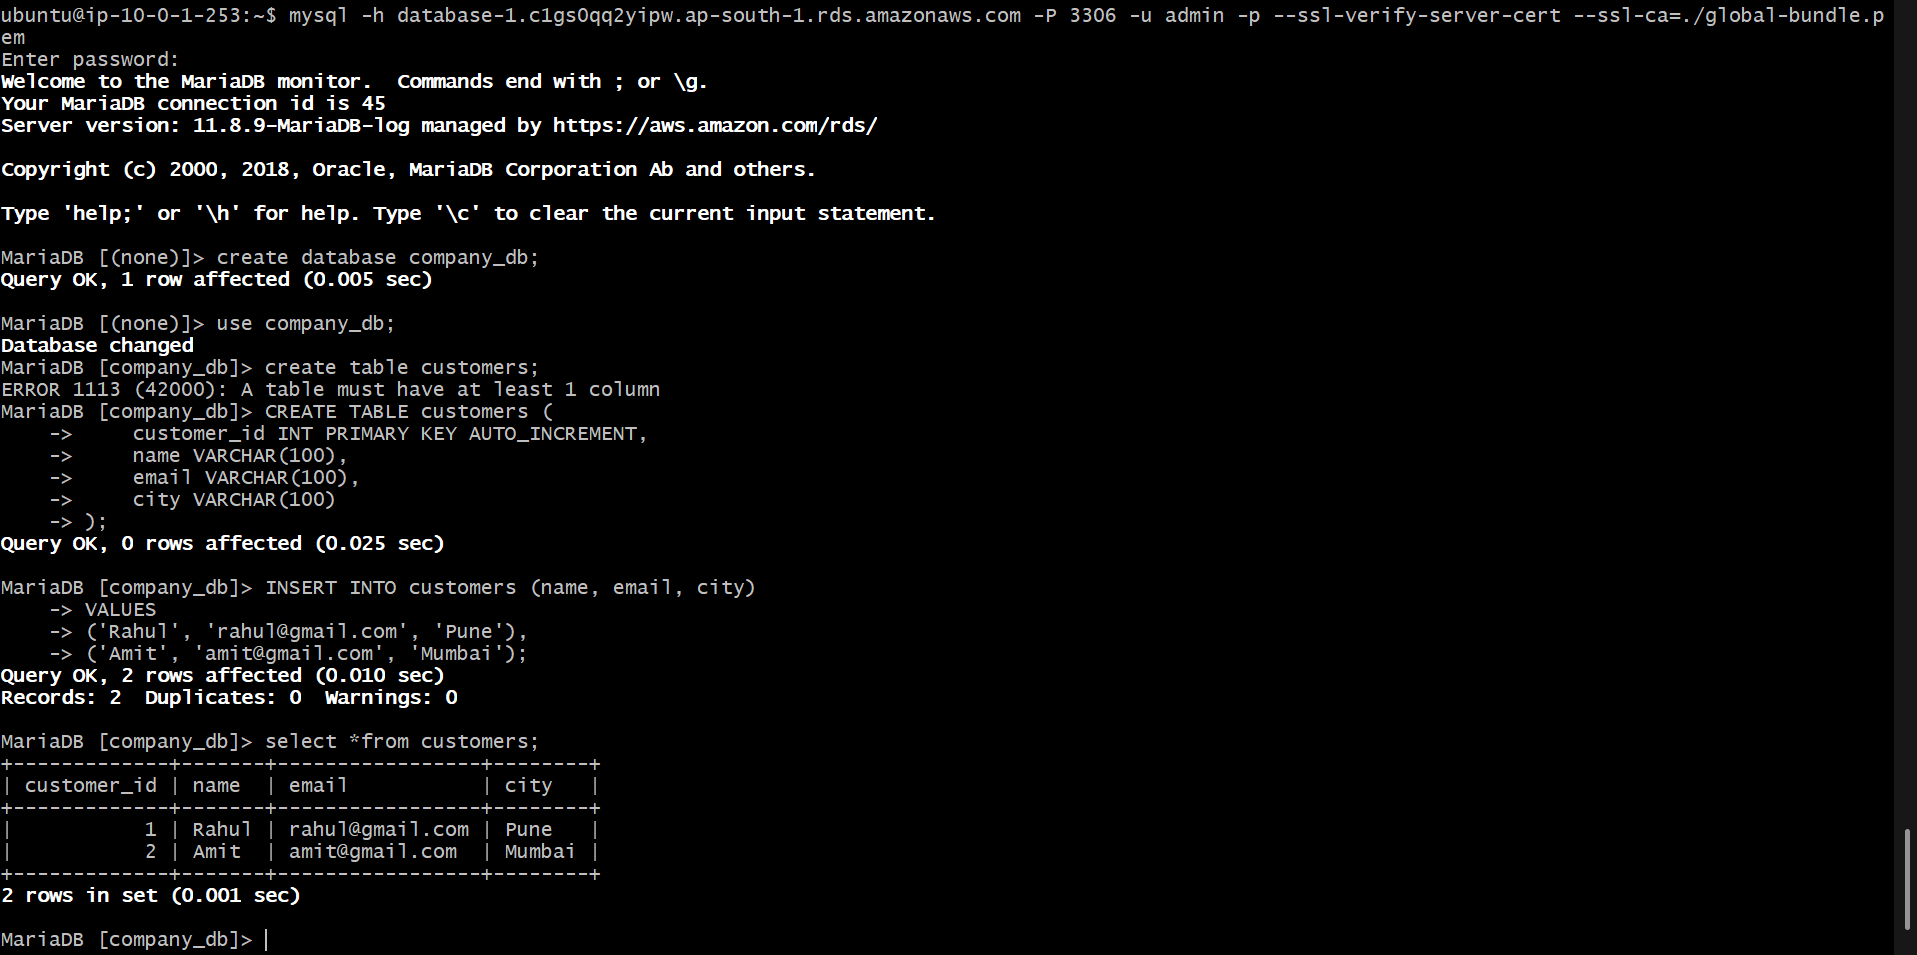 ubuntu@ip-10-0-1-253:~$ mysql -h database-1.c1gs0qq2yipw.ap-south-1.rds.amazonaws.com -P 3306 -u admin -p --ssl-verify-server-cert --ssl-ca=./global-bundle.p
em
Enter password:
Welcome to the MariaDB monitor.  Commands end with ; or \g.
Your MariaDB connection id is 45
Server version: 11.8.9-MariaDB-log managed by https://aws.amazon.com/rds/

Copyright (c) 2000, 2018, Oracle, MariaDB Corporation Ab and others.

Type 'help;' or '\h' for help. Type '\c' to clear the current input statement.

MariaDB [(none)]> create database company_db;
Query OK, 1 row affected (0.005 sec)

MariaDB [(none)]> use company_db;
Database changed
MariaDB [company_db]> create table customers;
ERROR 1113 (42000): A table must have at least 1 column
MariaDB [company_db]> CREATE TABLE customers (
    ->     customer_id INT PRIMARY KEY AUTO_INCREMENT,
    ->     name VARCHAR(100),
    ->     email VARCHAR(100),
    ->     city VARCHAR(100)
    -> );
Query OK, 0 rows affected (0.025 sec)

MariaDB [company_db]> INSERT INTO customers (name, email, city)
    -> VALUES
    -> ('Rahul', 'rahul@gmail.com', 'Pune'),
    -> ('Amit', 'amit@gmail.com', 'Mumbai');
Query OK, 2 rows affected (0.010 sec)
Records: 2  Duplicates: 0  Warnings: 0

MariaDB [company_db]> select *from customers;
+-------------+-------+-----------------+--------+
| customer_id | name  | email           | city   |
+-------------+-------+-----------------+--------+
|           1 | Rahul | rahul@gmail.com | Pune   |
|           2 | Amit  | amit@gmail.com  | Mumbai |
+-------------+-------+-----------------+--------+
2 rows in set (0.001 sec)

MariaDB [company_db]>